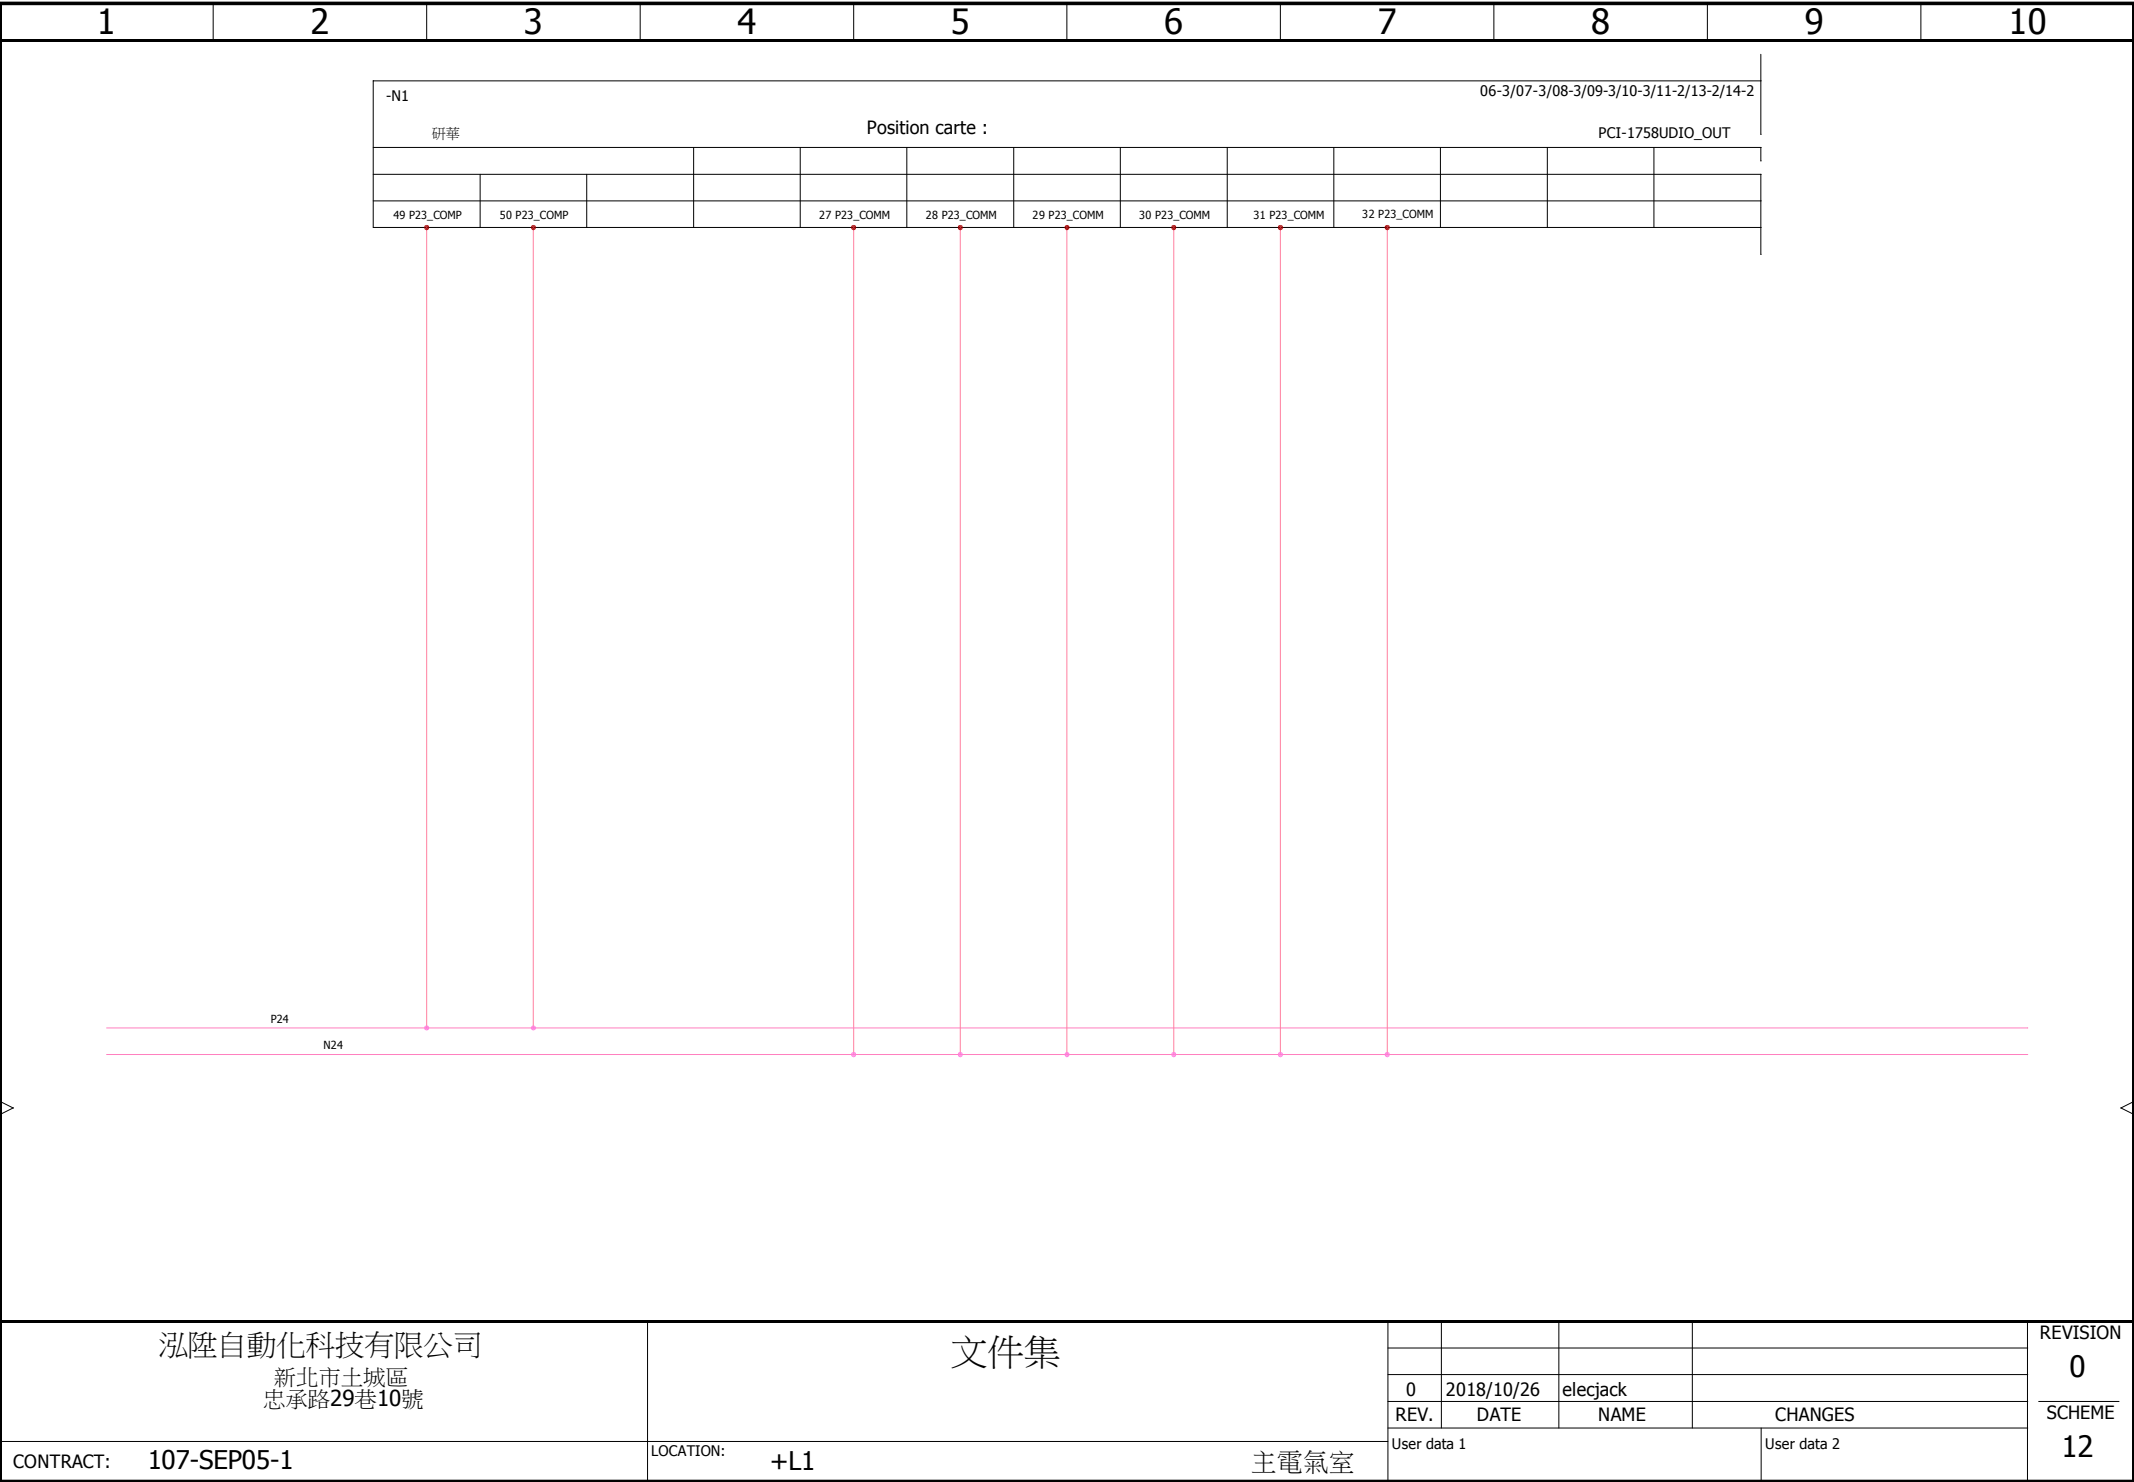 1 2 3 4 5 6 7 8 9 10
-N1 06-3/07-3/08-3/09-3/10-3/11-2/13-2/14-2
研華 Position carte : PCI-1758UDIO_OUT
49 P23_COMP 50 P23_COMP 27 P23_COMM 28 P23_COMM 29 P23_COMM 30 P23_COMM 31 P23_COMM 32 P23_COMM
P24
N24
泓陞自動化科技有限公司
新北市土城區
忠承路29巷10號
CONTRACT: 107-SEP05-1
文件集
LOCATION: +L1 主電氣室
0 2018/10/26 elecjack
REV. DATE NAME CHANGES
User data 1 User data 2
REVISION
0
SCHEME
12